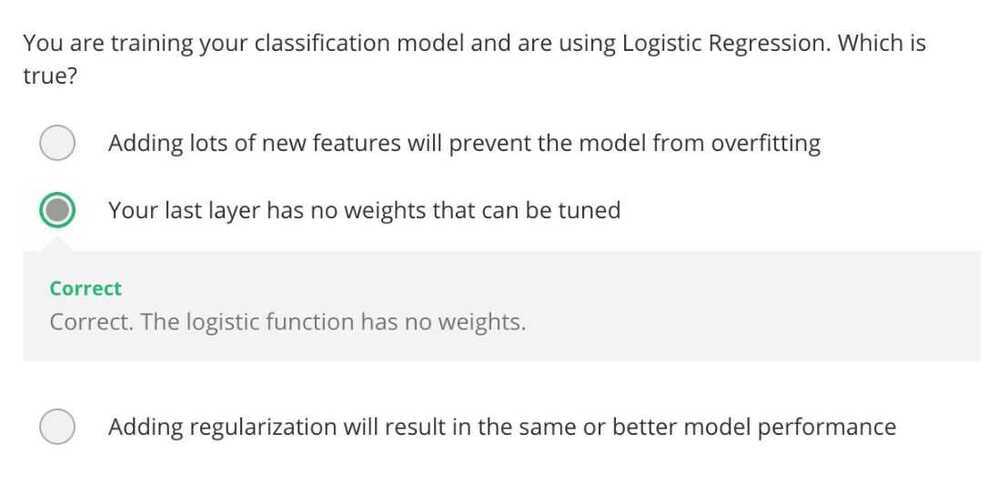 You are training your classification model and are using Logistic Regression. Which is
true?
Adding lots of new features will prevent the model from overfitting
Your last layer has no weights that can be tuned
Correct
Correct. The logistic function has no weights.
Adding regularization will result in the same or better model performance